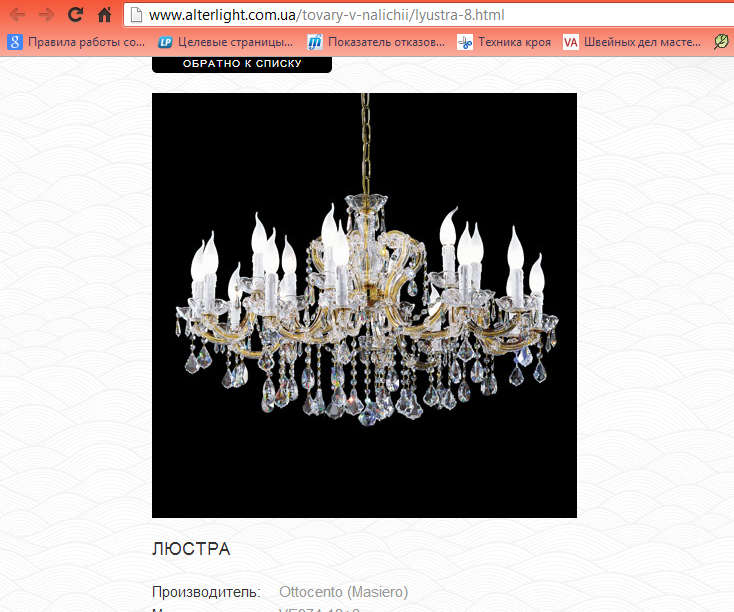 www.alterlight.com.ua/tovary-v-nalichii/lyustra-8.html
Правила работы со... Целевые страницы... Показатель отказов... Техника кроя VA Швейных дел масте...
ОБРАТНО К СПИСКУ
ЛЮСТРА
Производитель: Ottocento (Masiero)